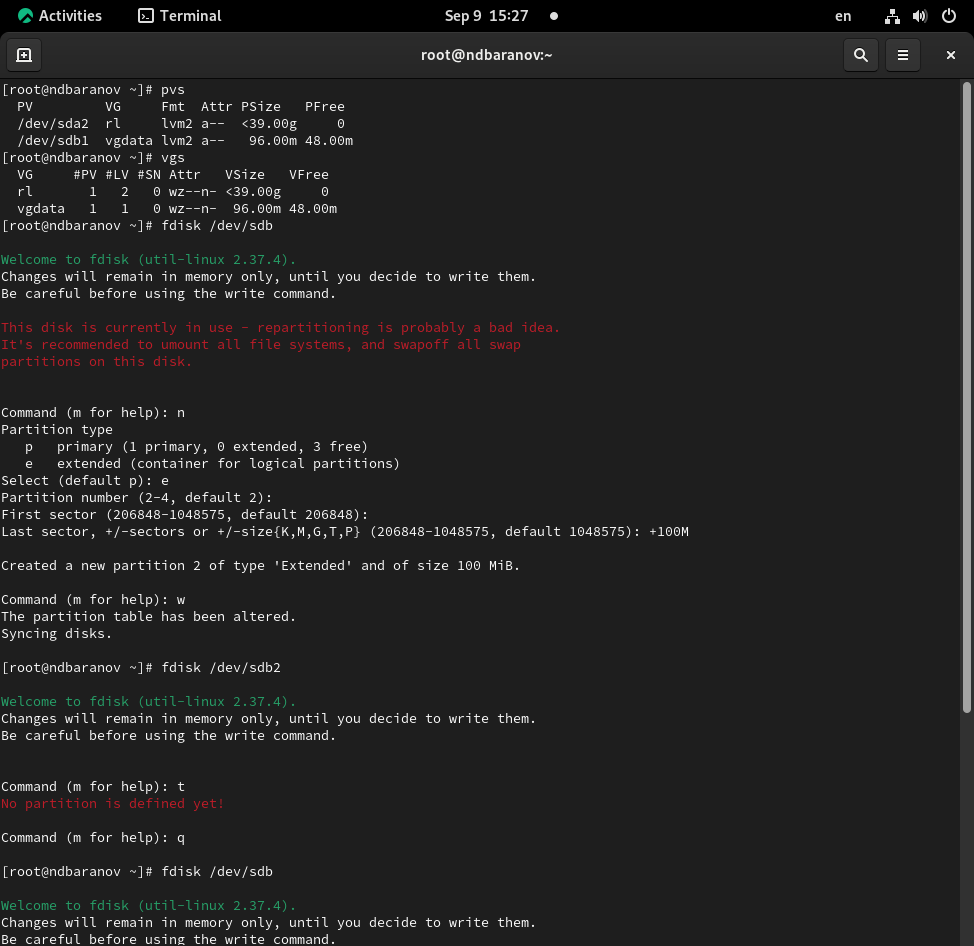 Activities Terminal Sep 9 15:27 en
root@ndbaranov:~
[root@ndbaranov ~]# pvs
  PV         VG     Fmt  Attr PSize   PFree
  /dev/sda2  rl     lvm2 a--  <39.00g     0
  /dev/sdb1  vgdata lvm2 a--   96.00m 48.00m
[root@ndbaranov ~]# vgs
  VG     #PV #LV #SN Attr   VSize   VFree
  rl       1   2   0 wz--n- <39.00g     0
  vgdata   1   1   0 wz--n-  96.00m 48.00m
[root@ndbaranov ~]# fdisk /dev/sdb

Welcome to fdisk (util-linux 2.37.4).
Changes will remain in memory only, until you decide to write them.
Be careful before using the write command.

This disk is currently in use - repartitioning is probably a bad idea.
It's recommended to umount all file systems, and swapoff all swap
partitions on this disk.

Command (m for help): n
Partition type
   p   primary (1 primary, 0 extended, 3 free)
   e   extended (container for logical partitions)
Select (default p): e
Partition number (2-4, default 2):
First sector (206848-1048575, default 206848):
Last sector, +/-sectors or +/-size{K,M,G,T,P} (206848-1048575, default 1048575): +100M

Created a new partition 2 of type 'Extended' and of size 100 MiB.

Command (m for help): w
The partition table has been altered.
Syncing disks.

[root@ndbaranov ~]# fdisk /dev/sdb2

Welcome to fdisk (util-linux 2.37.4).
Changes will remain in memory only, until you decide to write them.
Be careful before using the write command.

Command (m for help): t
No partition is defined yet!

Command (m for help): q

[root@ndbaranov ~]# fdisk /dev/sdb

Welcome to fdisk (util-linux 2.37.4).
Changes will remain in memory only, until you decide to write them.
Be careful before using the write command.